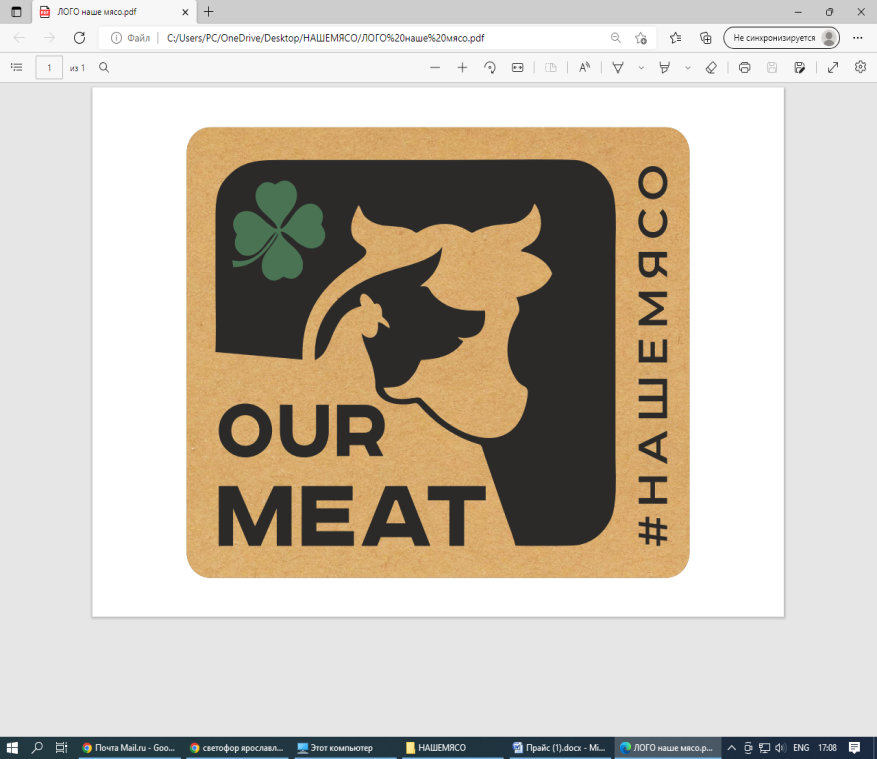 ЛОГО наше мясо.pdf
Файл
C:/Users/PC/OneDrive/Desktop/НАШЕМЯСО/ЛОГО%20наше%20мясо.pdf
Не синхронизируется
1 из 1
#НАШЕМЯСО
OUR
MEAT
Почта Mail.ru - Goo...
светофор ярославл...
Этот компьютер
НАШЕМЯСО
Прайс (1).docx - Mi...
ЛОГО наше мясо.p...
ENG
17:08